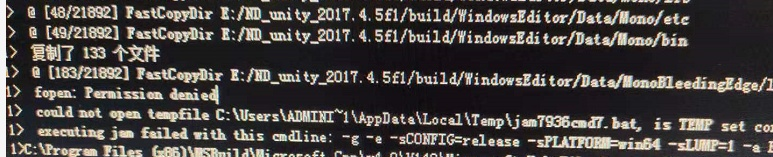 > @ [48/21892] FastCopyDir E:/ND_unity_2017.4.5f1/build/WindowsEditor/Data/Mono/etc
> @ [49/21892] FastCopyDir E:/ND_unity_2017.4.5f1/build/WindowsEditor/Data/Mono/bin
> 复制了 133 个文件
1> @ [183/21892] FastCopyDir E:/ND_unity_2017.4.5f1/build/WindowsEditor/Data/MonoBleedingEdge/
1> fopen: Permission denied
1> could not open tempfile C:\Users\ADMINI~1\AppData\Local\Temp\jam7936cmd7.bat, is TEMP set
1> executing jam failed with this cmdline: -g -e -sCONFIG=release -sPLATFORM=win64 -sLUMP=1 -a
1>C:\Program Files (x86)\MSBuild\Microsoft.Cpp\v4.0\V140\